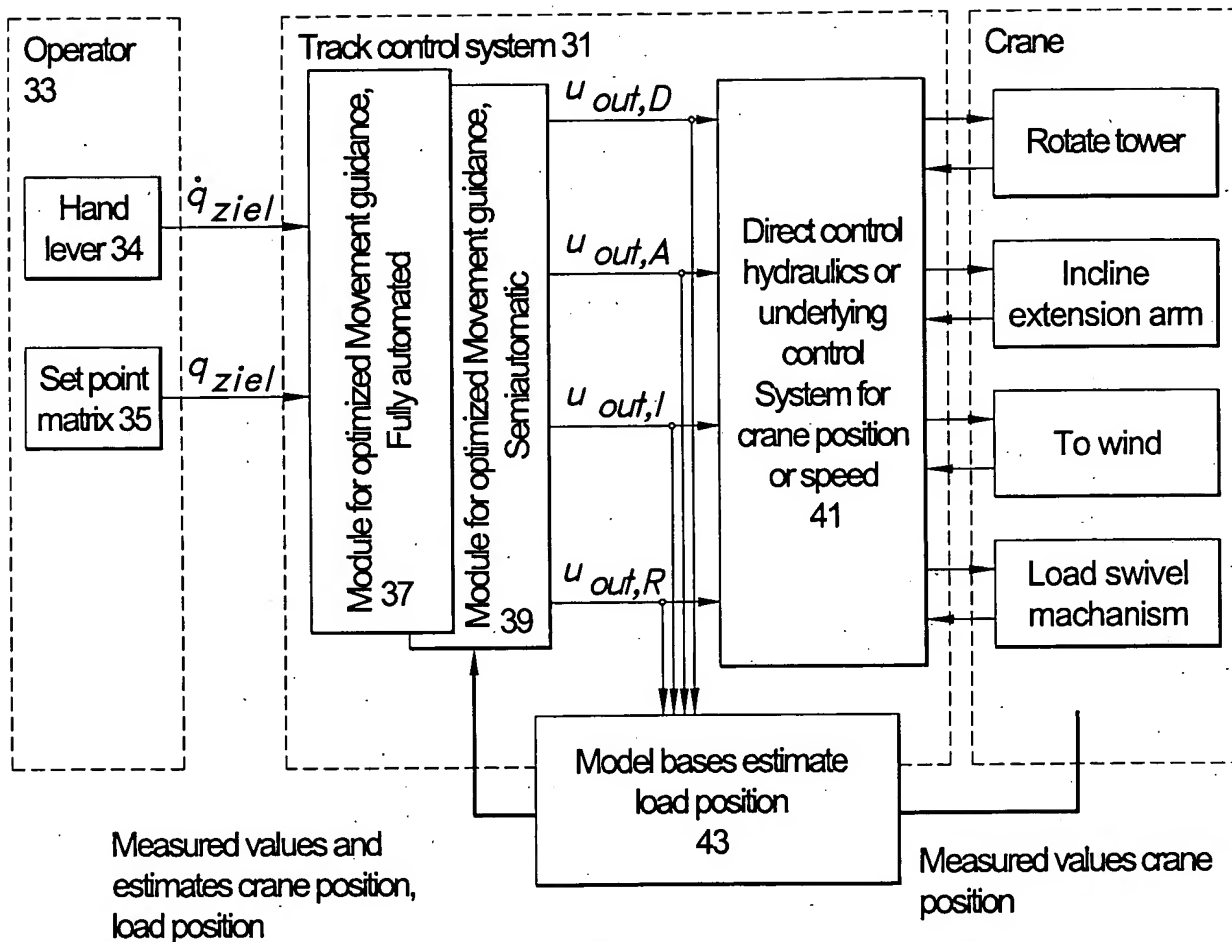 Operator
33
Hand
lever 34
Set point
matrix 35
q̇ ziel
q ziel
Track control system 31
Module for optimized Movement guidance,
Fully automated
37
Module for optimized Movement guidance,
Semiautomatic
39
u out,D
u out,A
u out,I
u out,R
Direct control
hydraulics or
underlying
control
System for
crane position
or speed
41
Crane
Rotate tower
Incline
extension arm
To wind
Load swivel
machanism
Model bases estimate
load position
43
Measured values and
estimates crane position,
load position
Measured values crane
position